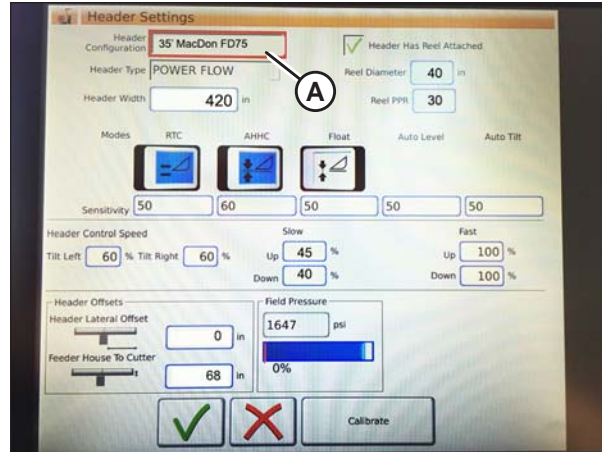 Header Settings
Header Configuration 35' MacDon FD75
Header Has Reel Attached
Header Type POWER FLOW
Reel Diameter 40 in
Header Width 420 in
Reel PPR 30
A
Modes RTC AHHC Float Auto Level Auto Tilt
Sensitivity 50 60 50 50 50
Header Control Speed Slow Fast
Tilt Left 60 % Tilt Right 60 % Up 45 % Up 100 %
Down 40 % Down 100 %
Header Offsets Field Pressure
Header Lateral Offset
0 in
1647 psi
Feeder House To Cutter
68 in
0%
Calibrate